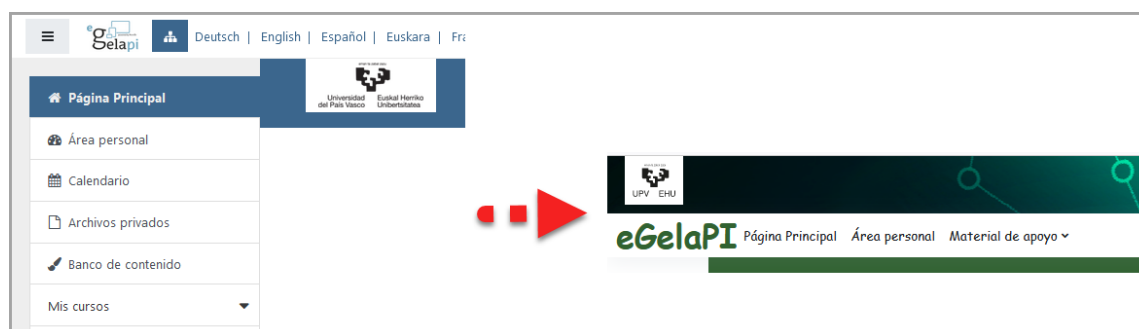 eGelapi
Deutsch | English | Español | Euskara | Fra
Universidad del País Vasco
Euskal Herriko Unibertsitatea
Página Principal
Área personal
Calendario
Archivos privados
Banco de contenido
Mis cursos
UPV EHU
eGelaPI Página Principal Área personal Material de apoyo